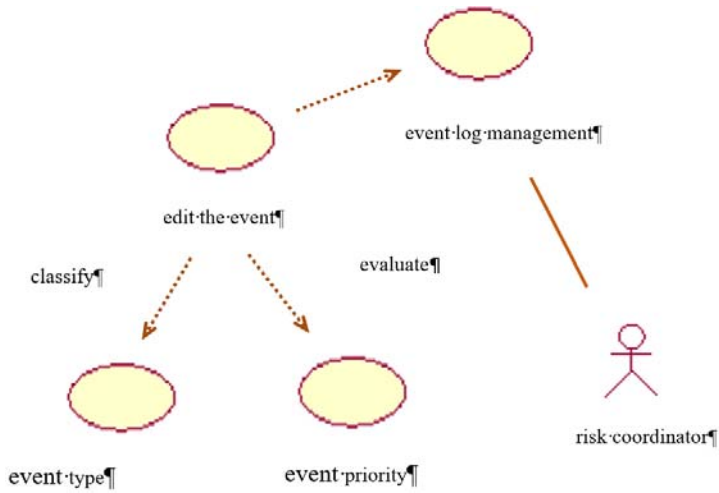 event·log·management¶
edit·the·event¶
classify¶
evaluate¶
risk·coordinator¶
event·type¶
event·priority¶